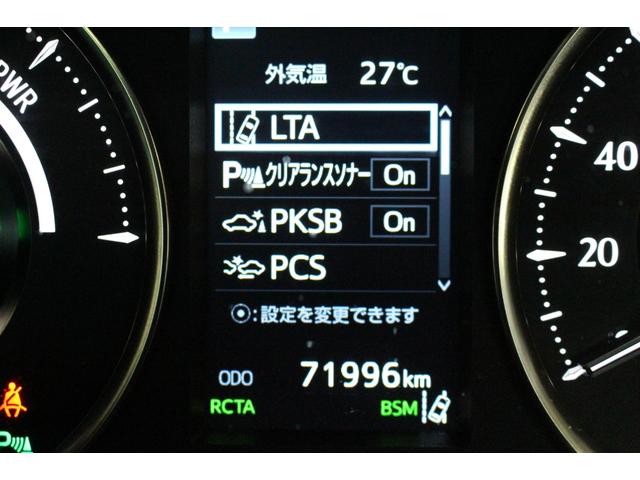 PWR
外気温 27℃
LTA
クリアランスソナー On
PKSB On
PCS
:設定を変更できます
ODO 71996km
RCTA BSM
P
40
20